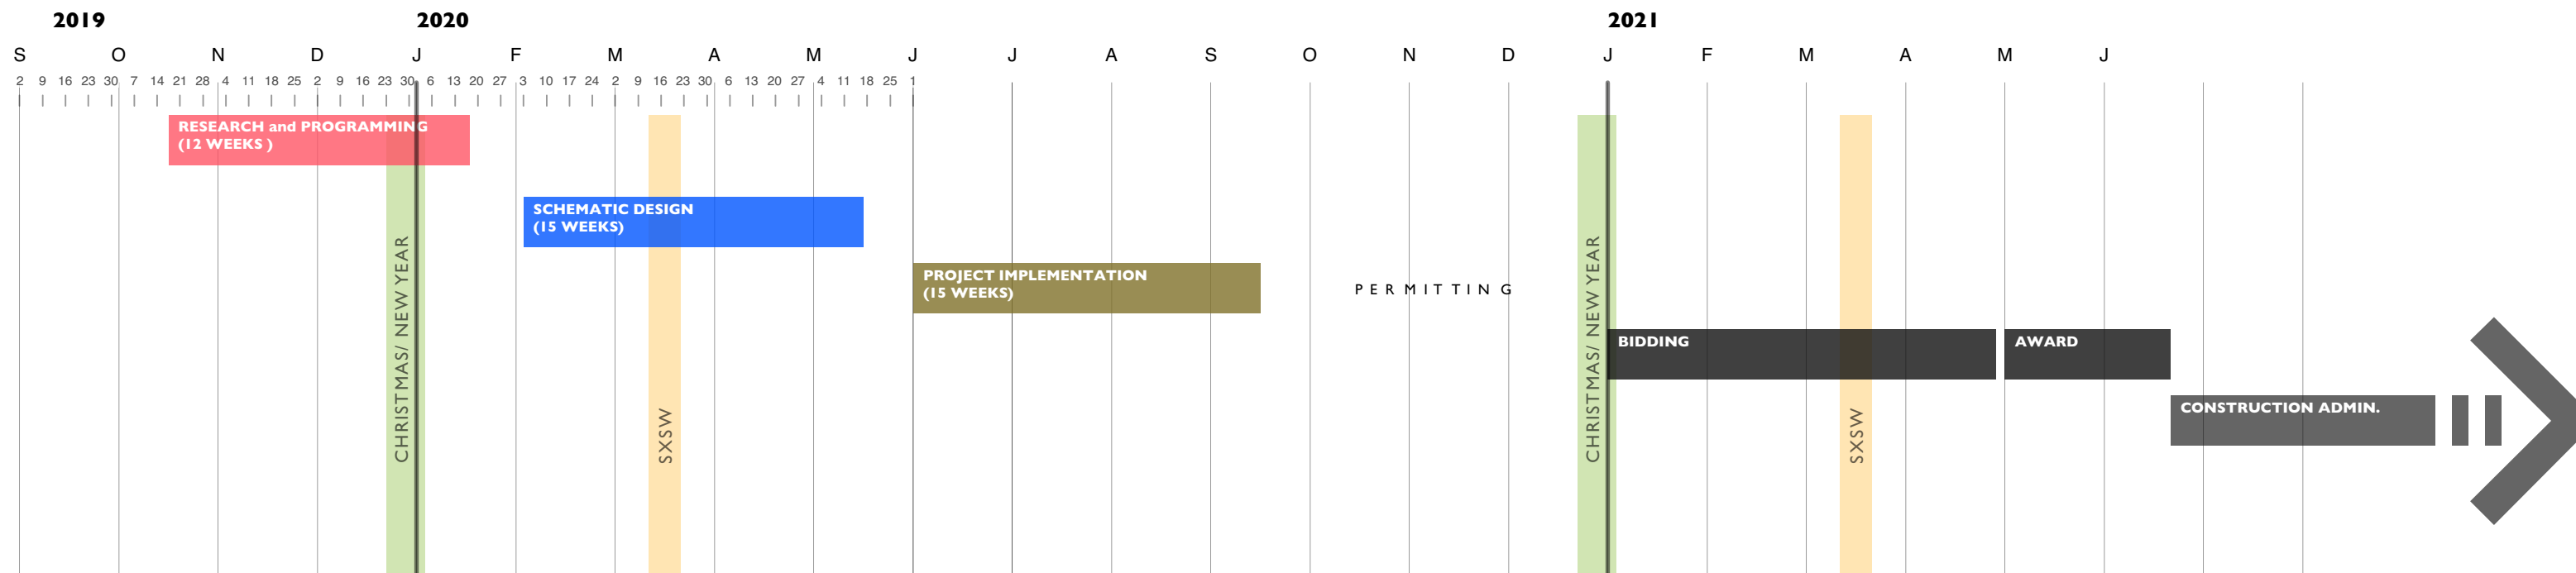 2019 2020 2021
S O N D J F M A M J J A S O N D J F M A M J
2 9 16 23 30 7 14 21 28 4 11 18 25 2 9 16 23 30 6 13 20 27 3 10 17 24 2 9 16 23 30 6 13 20 27 4 11 18 25 1
RESEARCH and PROGRAMMING
(12 WEEKS )
SCHEMATIC DESIGN
(15 WEEKS)
PROJECT IMPLEMENTATION
(15 WEEKS)
PERMITTING
BIDDING
AWARD
CONSTRUCTION ADMIN.
CHRISTMAS/ NEW YEAR
SXSW
CHRISTMAS/ NEW YEAR
SXSW